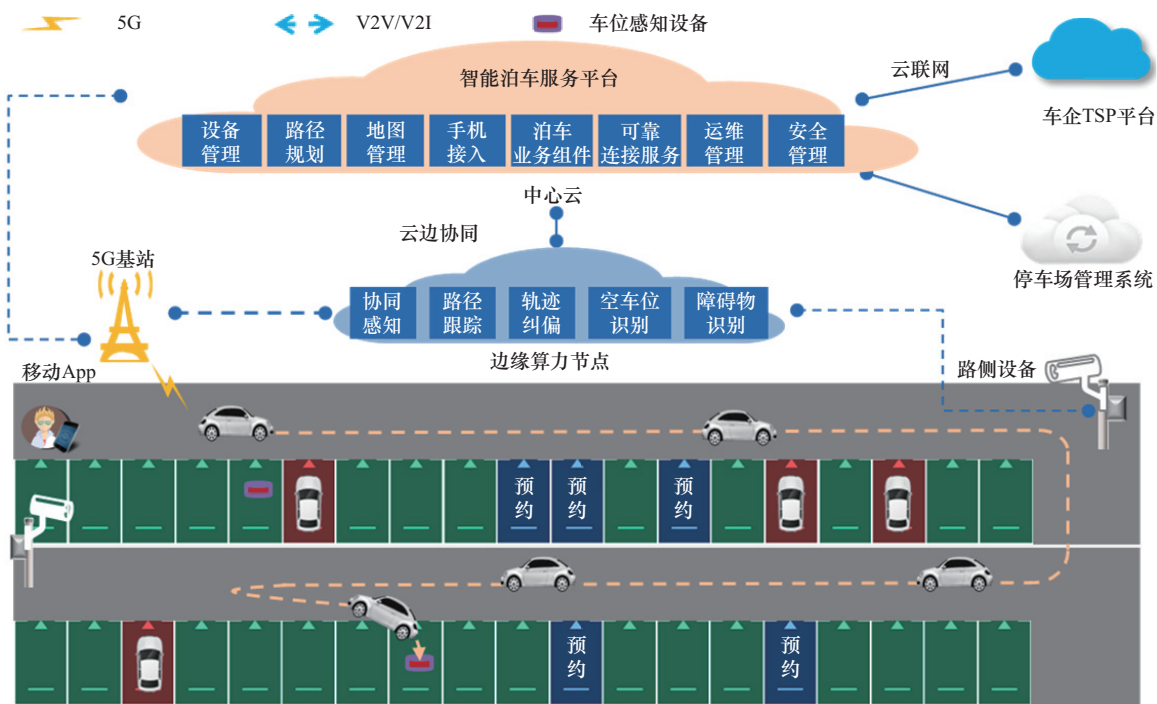 5G
V2V/V2I
车位感知设备
智能泊车服务平台
云联网
车企TSP平台
设备
管理
路径
规划
地图
管理
手机
接入
泊车
业务组件
可靠
连接服务
运维
管理
安全
管理
中心云
云边协同
5G基站
停车场管理系统
协同
感知
路径
跟踪
轨迹
纠偏
空车位
识别
障碍物
识别
边缘算力节点
移动App
路侧设备
预
约
预
约
预
约
预
约
预
约